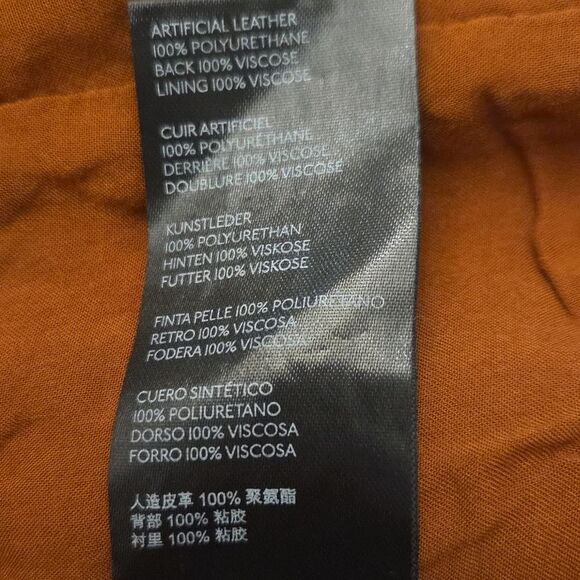 ARTIFICIAL LEATHER
100% POLYURETHANE
BACK 100% VISCOSE
LINING 100% VISCOSE
CUIR ARTIFICIEL
100% POLYURÉTHANE
DERRIÈRE 100% VISCOSE
DOUBLURE 100% VISCOSE
KUNSTLEDER
100% POLYURETHAN
HINTEN 100% VISKOSE
FUTTER 100% VISKOSE
FINTA PELLE 100% POLIURETANO
RETRO 100% VISCOSA
FODERA 100% VISCOSA
CUERO SINTÉTICO
100% POLIURETANO
DORSO 100% VISCOSA
FORRO 100% VISCOSA
人造皮革 100% 聚氨酯
背部 100% 粘胶
衬里 100% 粘胶